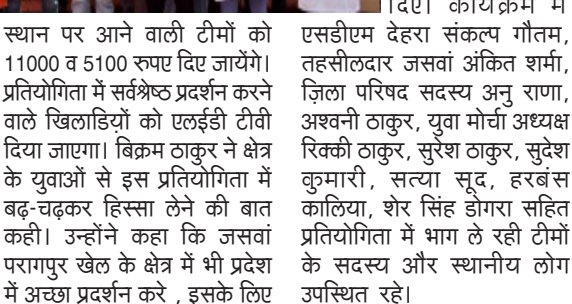 स्थान पर आने वाली टीमों को
11000 व 5100 रुपए दिए जायेंगे।
प्रतियोगिता में सर्वश्रेष्ठ प्रदर्शन करने
वाले खिलाडिय़ों को एलईडी टीवी
दिया जाएगा। बिक्रम ठाकुर ने क्षेत्र
के युवाओं से इस प्रतियोगिता में
बढ़-चढ़कर हिस्सा लेने की बात
कही। उन्होंने कहा कि जसवां
परागपुर खेल के क्षेत्र में भी प्रदेश
में अच्छा प्रदर्शन करे , इसके लिए
दिए। कार्यक्रम में
एसडीएम देहरा संकल्प गौतम,
तहसीलदार जसवां अंकित शर्मा,
ज़िला परिषद सदस्य अनु राणा,
अश्वनी ठाकुर, युवा मोर्चा अध्यक्ष
रिक्की ठाकुर, सुरेश ठाकुर, सुदेश
कुमारी, सत्या सूद, हरबंस
कालिया, शेर सिंह डोगरा सहित
प्रतियोगिता में भाग ले रही टीमों
के सदस्य और स्थानीय लोग
उपस्थित रहे।